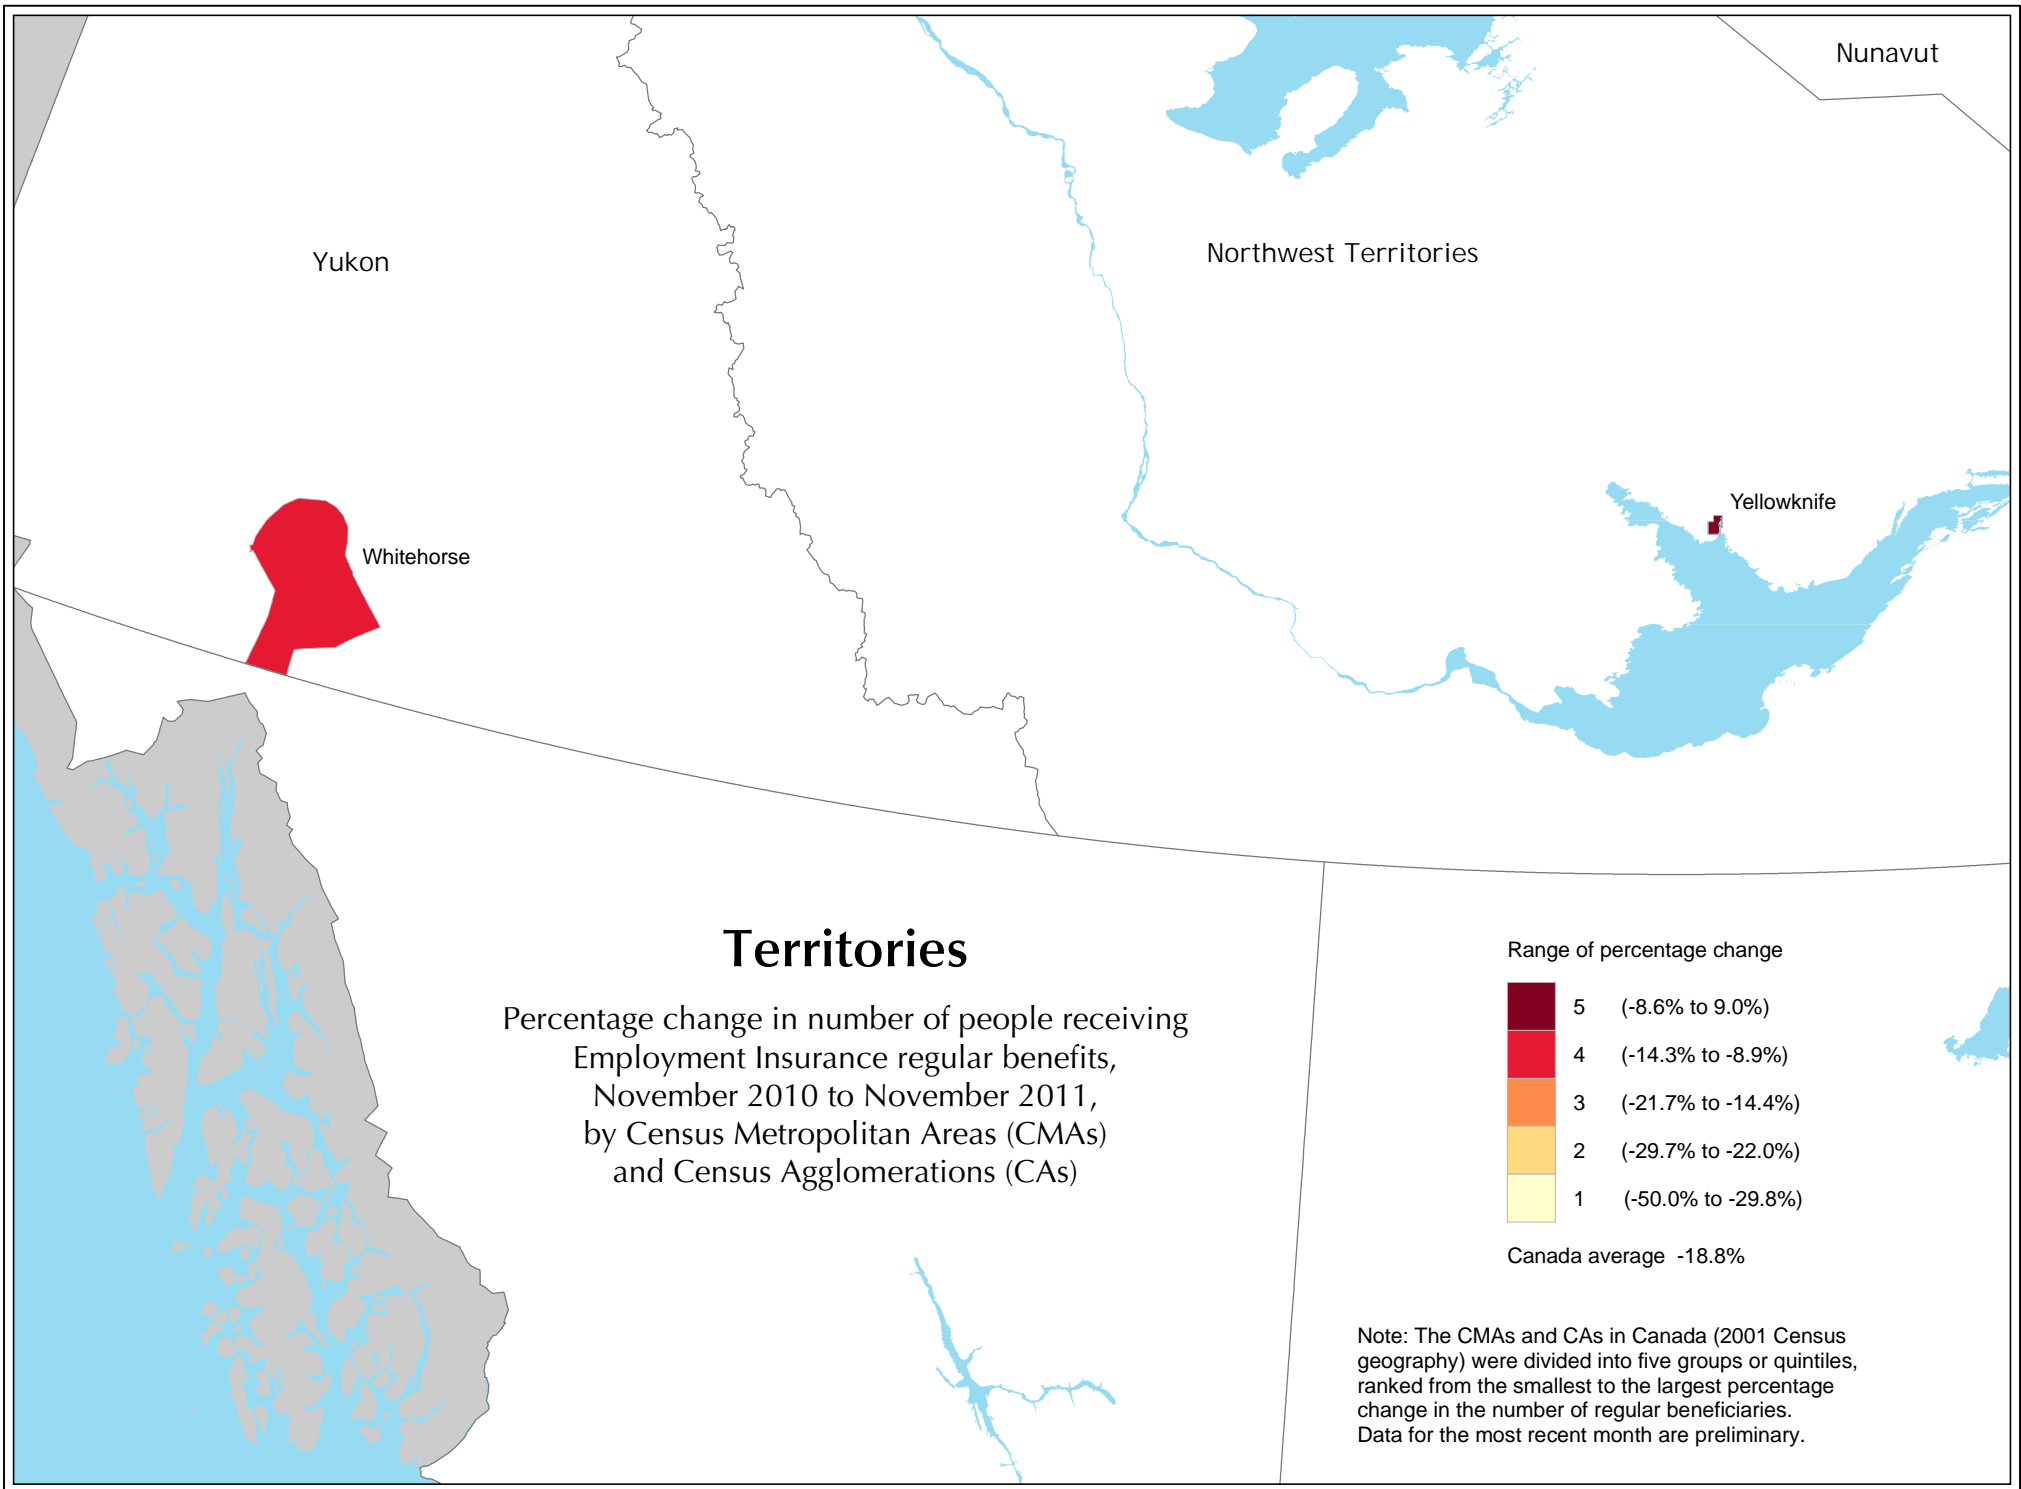 Nunavut
Yukon
Northwest Territories
Yellowknife
Whitehorse
Territories
Percentage change in number of people receiving
Employment Insurance regular benefits,
November 2010 to November 2011,
by Census Metropolitan Areas (CMAs)
and Census Agglomerations (CAs)
Range of percentage change
5 (-8.6% to 9.0%)
4 (-14.3% to -8.9%)
3 (-21.7% to -14.4%)
2 (-29.7% to -22.0%)
1 (-50.0% to -29.8%)
Canada average -18.8%
Note: The CMAs and CAs in Canada (2001 Census
geography) were divided into five groups or quintiles,
ranked from the smallest to the largest percentage
change in the number of regular beneficiaries.
Data for the most recent month are preliminary.